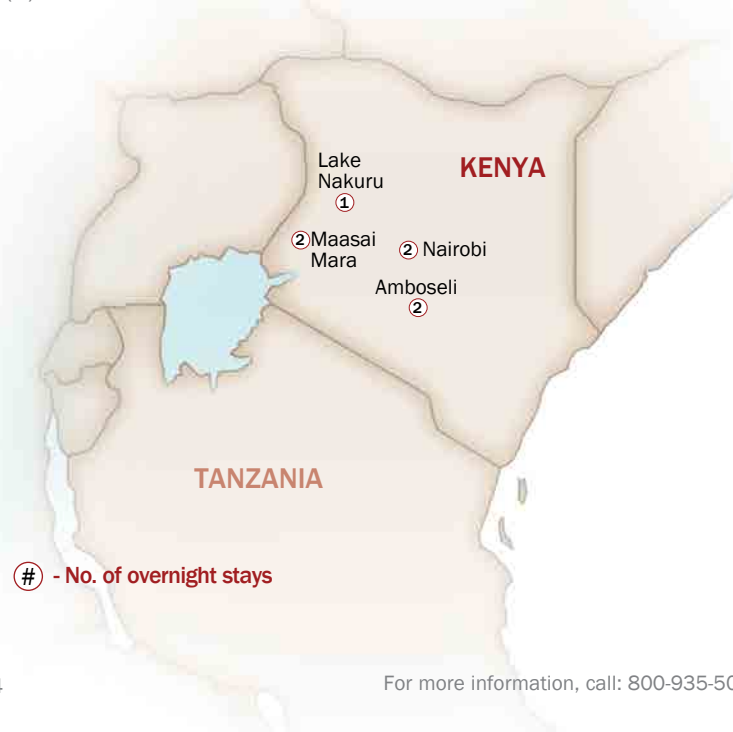 Lake
Nakuru
KENYA
1
2 Maasai
Mara
2 Nairobi
Amboseli
2
TANZANIA
# - No. of overnight stays
For more information, call: 800-935-50